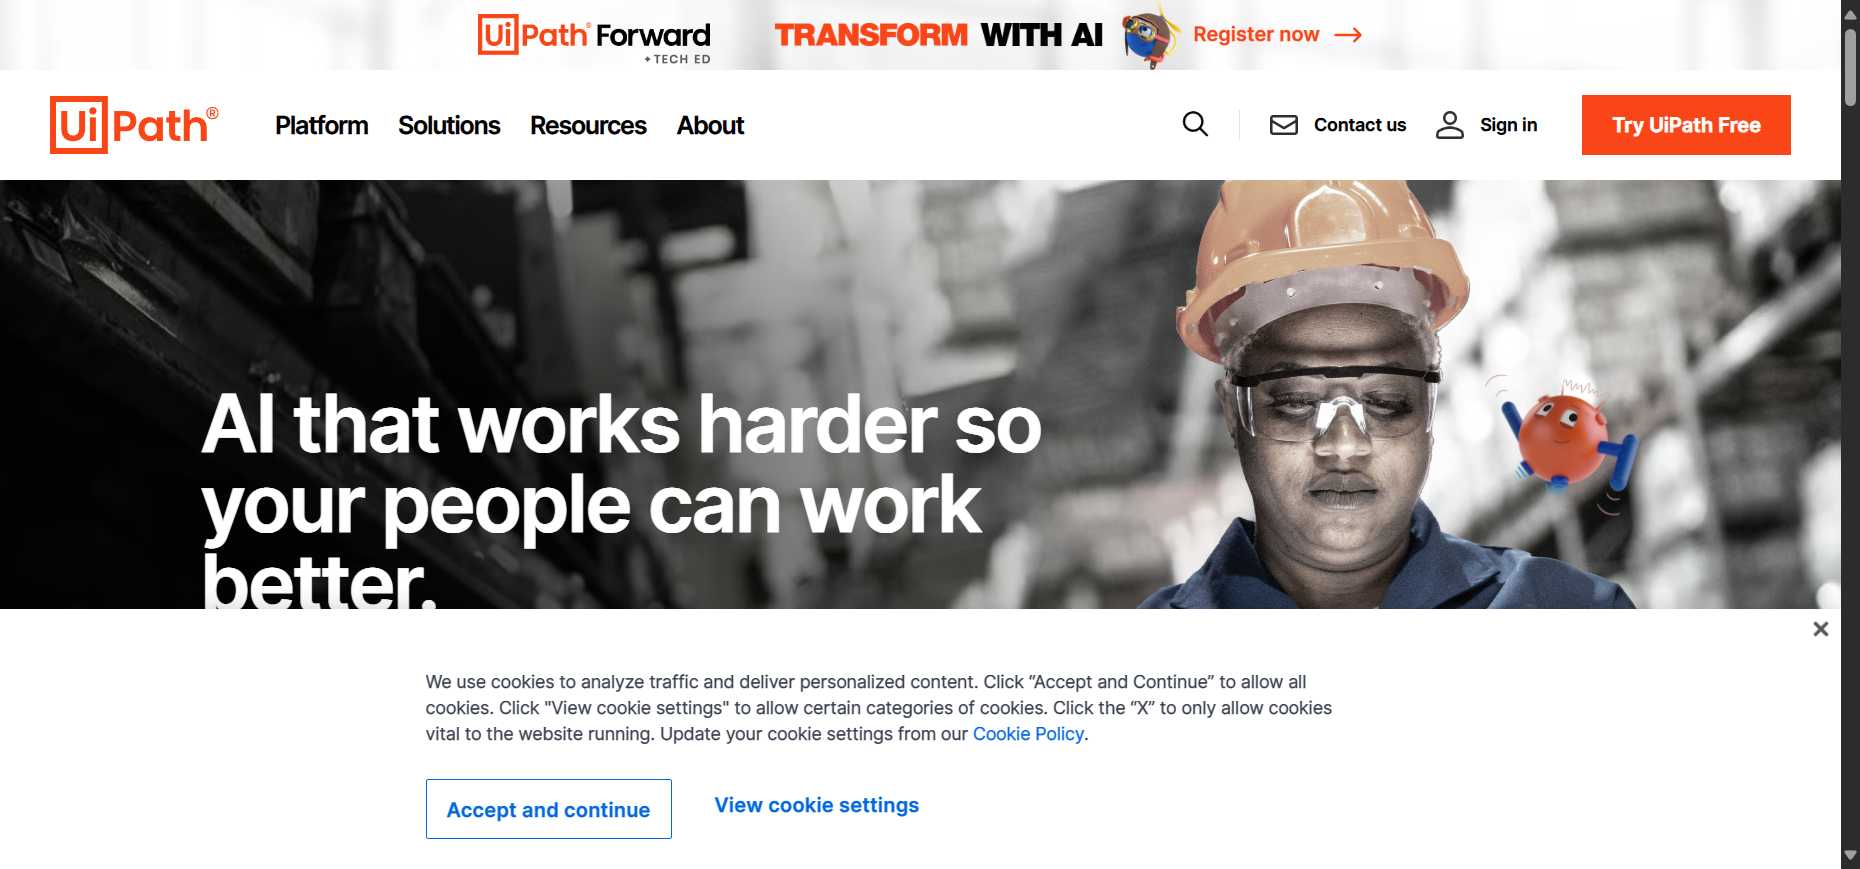 UiPath® Forward
+ TECH ED
TRANSFORM WITH AI
Register now
UiPath®
Platform
Solutions
Resources
About
Contact us
Sign in
Try UiPath Free
AI that works harder so
your people can work
better.
We use cookies to analyze traffic and deliver personalized content. Click “Accept and Continue” to allow all
cookies. Click "View cookie settings" to allow certain categories of cookies. Click the “X” to only allow cookies
vital to the website running. Update your cookie settings from our Cookie Policy.
Accept and continue
View cookie settings